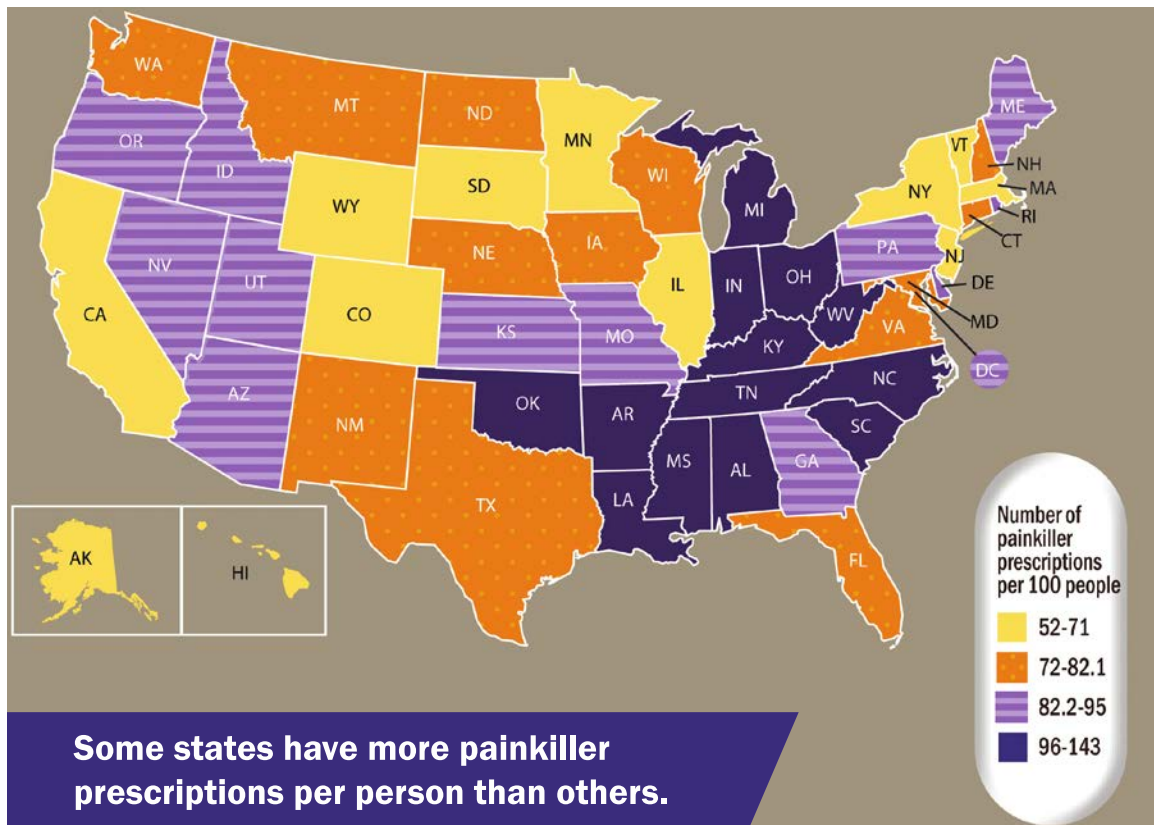 WA
MT
ND
MN
VT
ME
OR
ID
WY
SD
WI
MI
NY
NH
MA
RI
CT
NV
UT
CO
NE
IA
IL
IN
OH
PA
NJ
DE
MD
DC
CA
KS
MO
KY
WV
VA
AZ
NM
OK
AR
TN
NC
SC
TX
LA
MS
AL
GA
FL
AK
HI
Number of
painkiller
prescriptions
per 100 people
52-71
72-82.1
82.2-95
96-143
Some states have more painkiller
prescriptions per person than others.